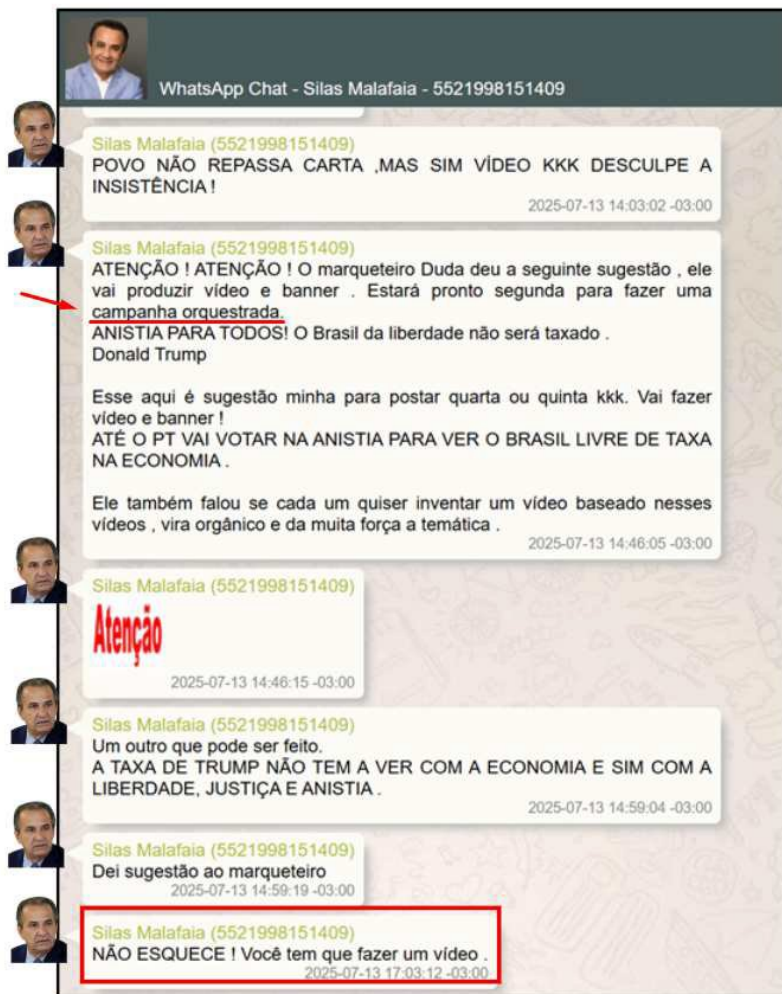 WhatsApp Chat - Silas Malafaia - 5521998151409
Silas Malafaia (5521998151409)
POVO NÃO REPASSA CARTA ,MAS SIM VÍDEO KKK DESCULPE A
INSISTÊNCIA !
2025-07-13 14:03:02 -03:00
Silas Malafaia (5521998151409)
ATENÇÃO ! ATENÇÃO ! O marqueteiro Duda deu a seguinte sugestão , ele
vai produzir vídeo e banner . Estará pronto segunda para fazer uma
campanha orquestrada.
ANISTIA PARA TODOS! O Brasil da liberdade não será taxado .
Donald Trump
Esse aqui é sugestão minha para postar quarta ou quinta kkk. Vai fazer
vídeo e banner !
ATÉ O PT VAI VOTAR NA ANISTIA PARA VER O BRASIL LIVRE DE TAXA
NA ECONOMIA .
Ele também falou se cada um quiser inventar um vídeo baseado nesses
vídeos , vira orgânico e da muita força a temática .
2025-07-13 14:46:05 -03:00
Silas Malafaia (5521998151409)
Atenção
2025-07-13 14:46:15 -03:00
Silas Malafaia (5521998151409)
Um outro que pode ser feito.
A TAXA DE TRUMP NÃO TEM A VER COM A ECONOMIA E SIM COM A
LIBERDADE, JUSTIÇA E ANISTIA .
2025-07-13 14:59:04 -03:00
Silas Malafaia (5521998151409)
Dei sugestão ao marqueteiro
2025-07-13 14:59:19 -03:00
Silas Malafaia (5521998151409)
NÃO ESQUECE ! Você tem que fazer um vídeo .
2025-07-13 17:03:12 -03:00